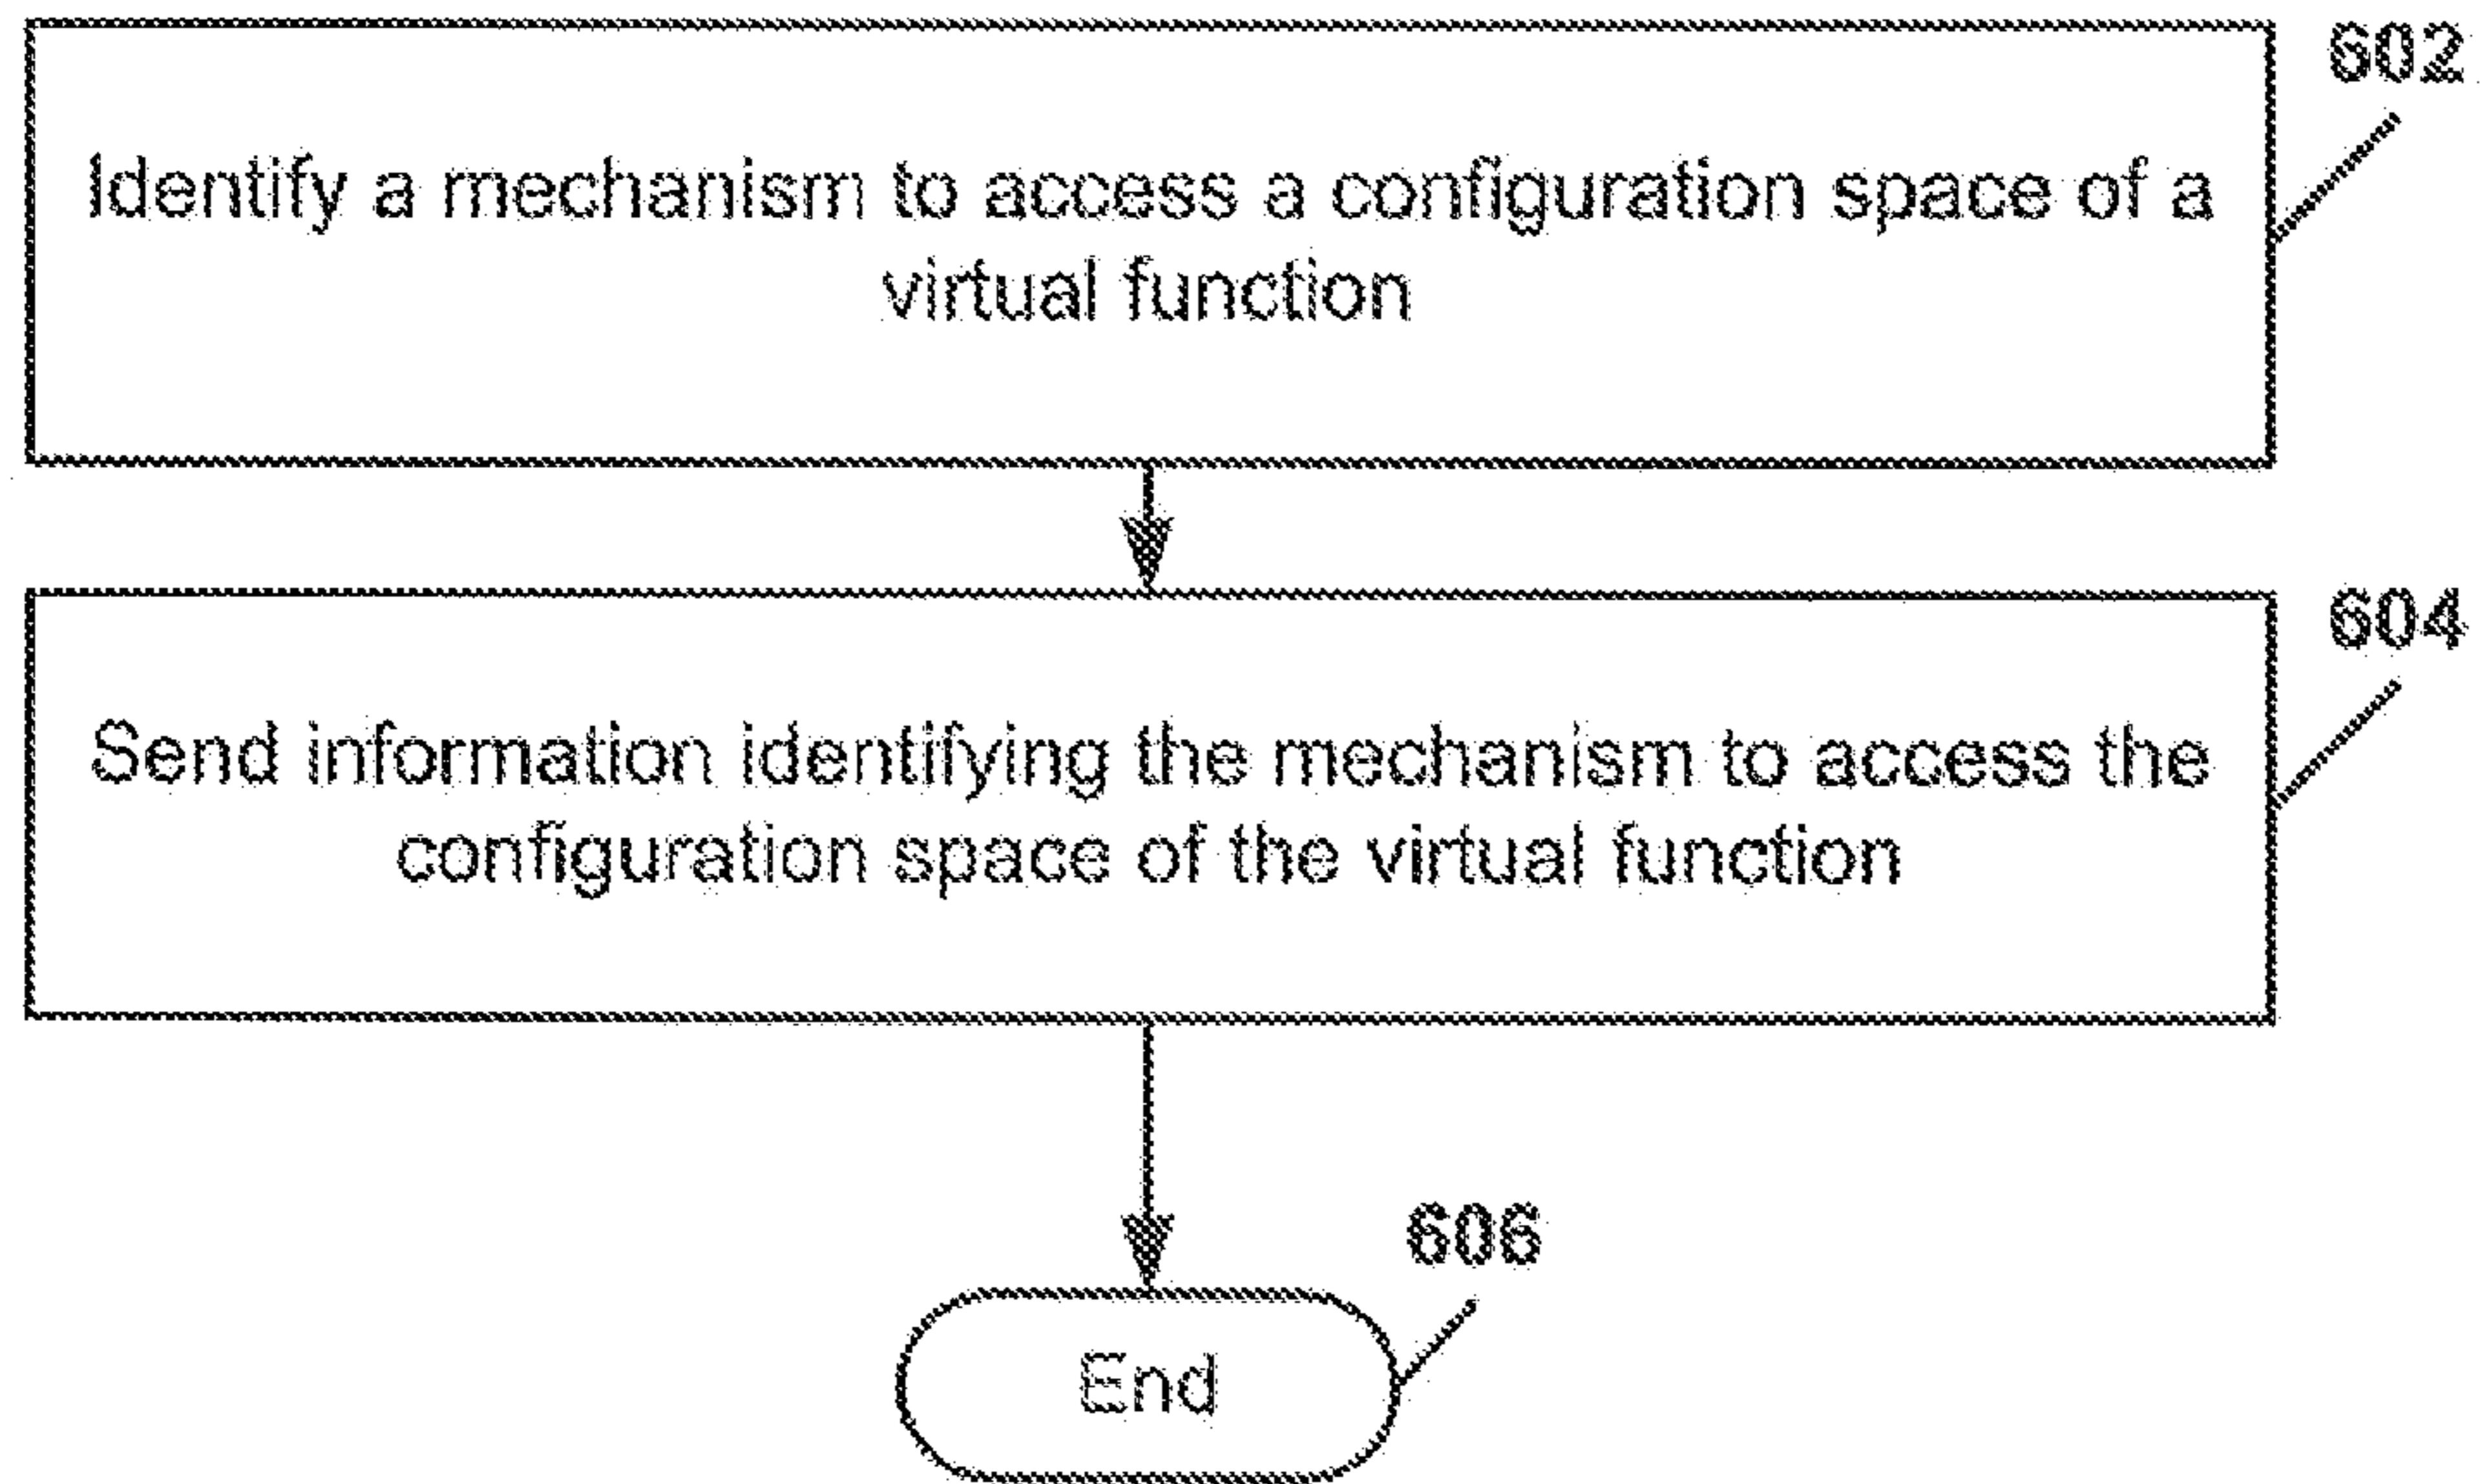 602
Identify a mechanism to access a configuration space of a
virtual function
604
Send information identifying the mechanism to access the
configuration space of the virtual function
606
End